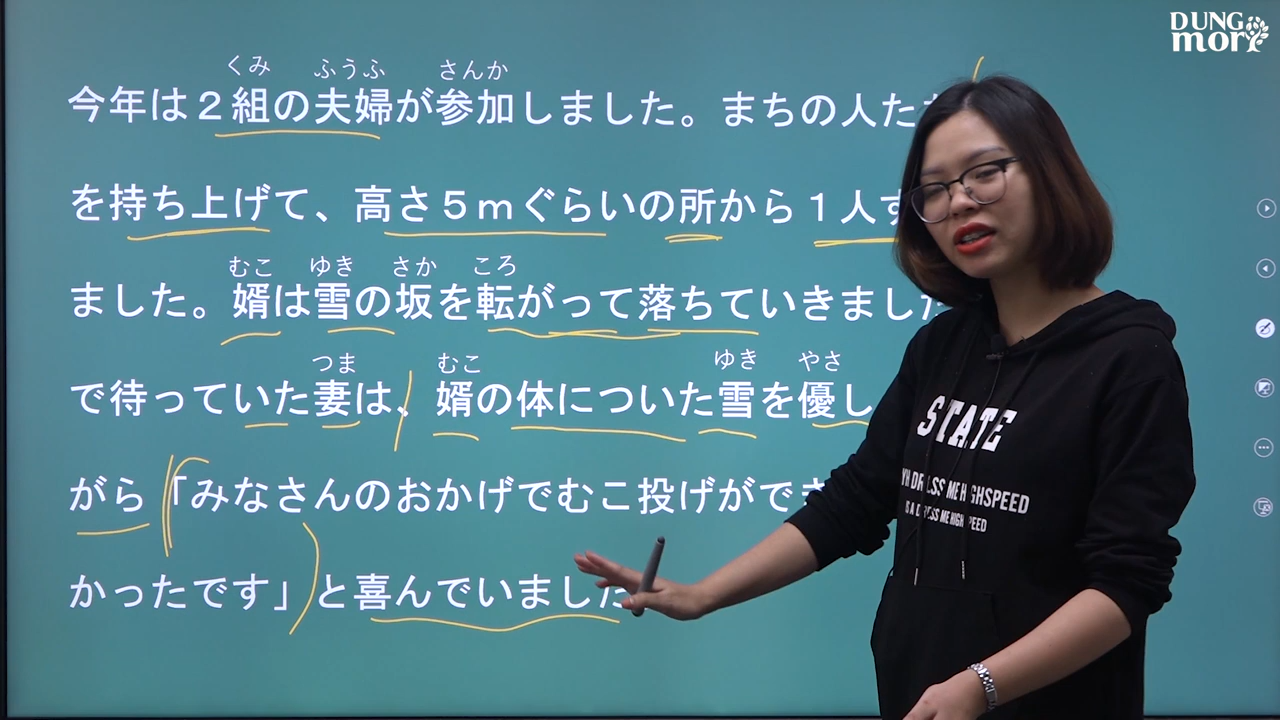 DUNG
mori
くみ ふうふ さんか
今年は２組の夫婦が参加しました。まちの人た
を持ち上げて、高さ５ｍぐらいの所から１人ず
むこ ゆき さか ころ
ました。婿は雪の坂を転がって落ちていきました
つま むこ ゆき やさ
で待っていた妻は、婿の体についた雪を優し
がら「みなさんのおかげでむこ投げができ
かったです」と喜んでいました
STATE